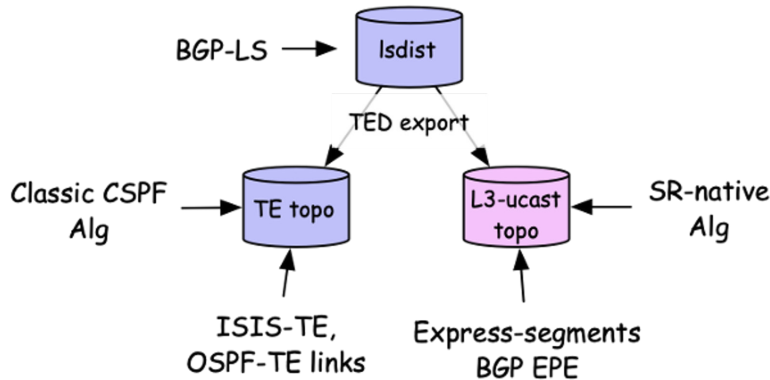 BGP-LS
lsdist
TED export
Classic CSPF
Alg
TE topo
L3-ucast
topo
SR-native
Alg
ISIS-TE,
OSPF-TE links
Express-segments
BGP EPE